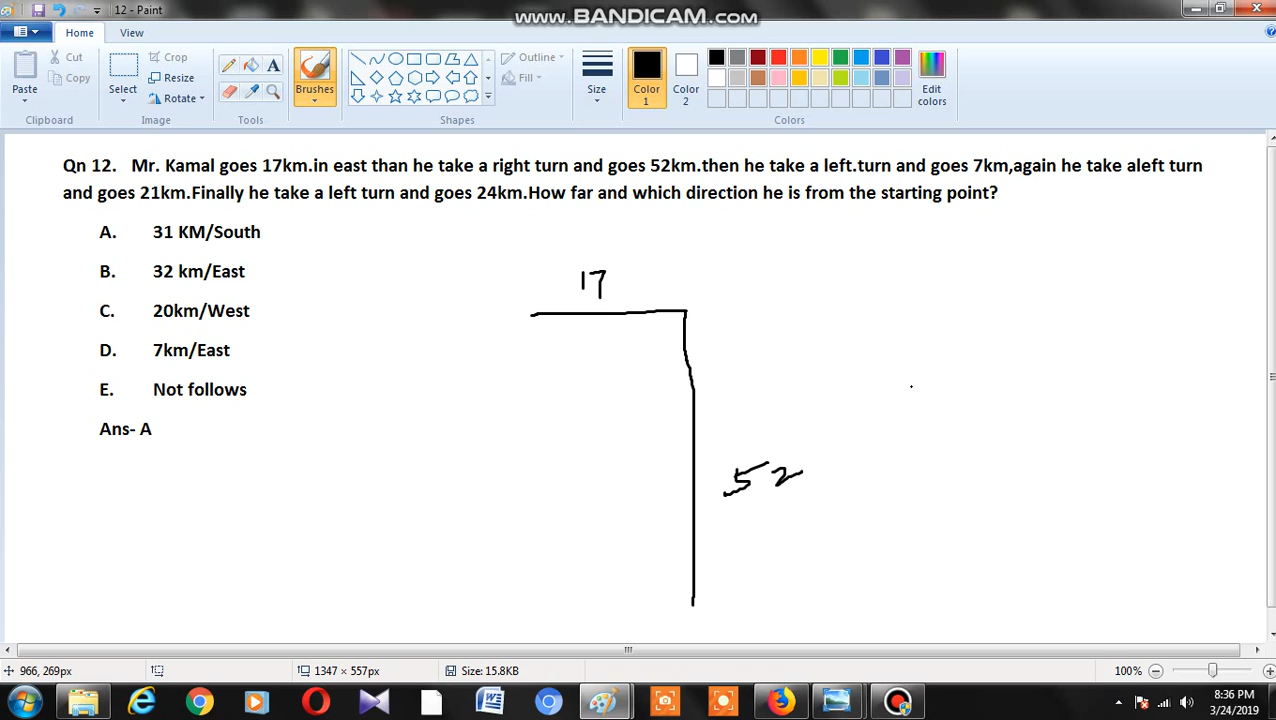 12 - Paint
www.BANDICAM.com
Home View
Paste
Cut
Copy
Clipboard
Select
Crop
Resize
Rotate
Image
A
Tools
Brushes
Outline
Fill
Shapes
Size
Color 1
Color 2
Edit colors
Colors
Qn 12. Mr. Kamal goes 17km.in east than he take a right turn and goes 52km.then he take a left.turn and goes 7km,again he take aleft turn
and goes 21km.Finally he take a left turn and goes 24km.How far and which direction he is from the starting point?
A. 31 KM/South
B. 32 km/East
C. 20km/West
D. 7km/East
E. Not follows
Ans- A
17
52
966, 269px
1347 × 557px
Size: 15.8KB
100%
8:36 PM
3/24/2019